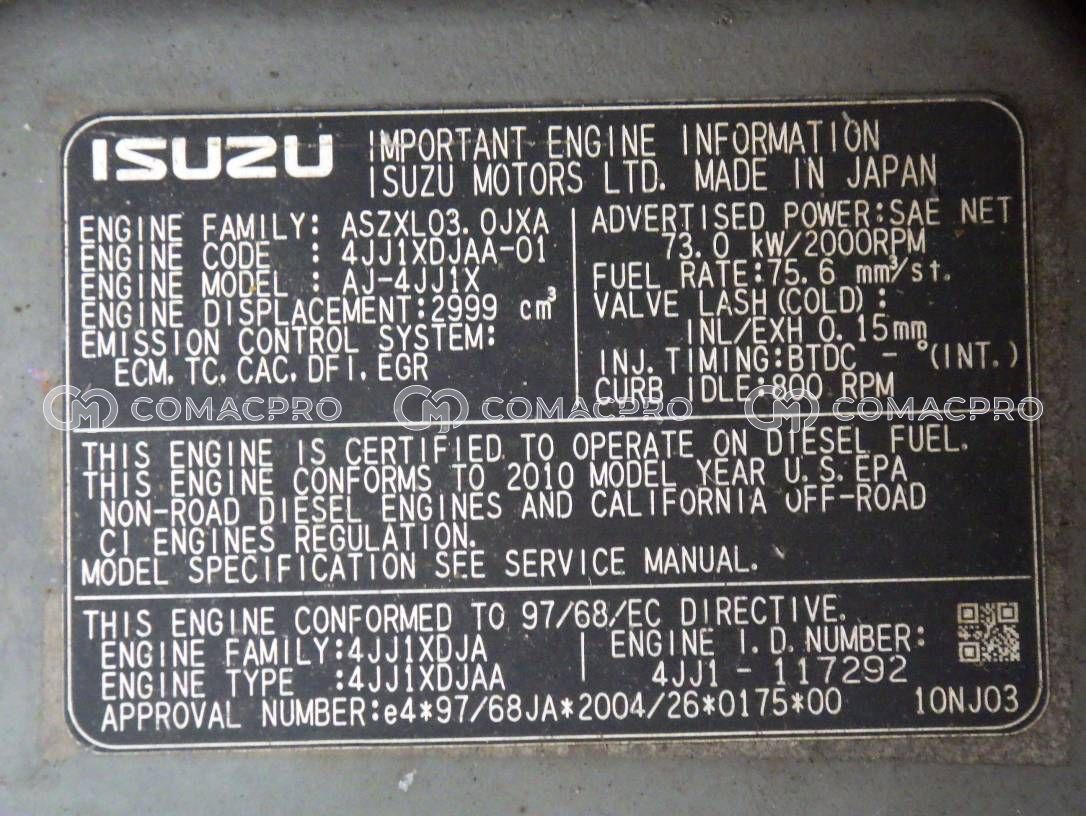 ISUZU
IMPORTANT ENGINE INFORMATION
ISUZU MOTORS LTD. MADE IN JAPAN
ENGINE FAMILY: ASZXL03.0JXA
ENGINE CODE : 4JJ1XDJAA-01
ENGINE MODEL : AJ-4JJ1X
ENGINE DISPLACEMENT:2999 cm³
EMISSION CONTROL SYSTEM:
ECM, TC, CAC, DFI, EGR
ADVERTISED POWER:SAE NET
73.0 kW/2000RPM
FUEL RATE:75.6 mm³/st.
VALVE LASH(COLD):
INL/EXH 0.15mm
INJ. TIMING:BTDC - °(INT.)
CURB IDLE:800 RPM
COMACPRO COMACPRO COMACPRO
THIS ENGINE IS CERTIFIED TO OPERATE ON DIESEL FUEL.
THIS ENGINE CONFORMS TO 2010 MODEL YEAR U.S.EPA
NON-ROAD DIESEL ENGINES AND CALIFORNIA OFF-ROAD
CI ENGINES REGULATION.
MODEL SPECIFICATION SEE SERVICE MANUAL.
THIS ENGINE CONFORMED TO 97/68/EC DIRECTIVE.
ENGINE FAMILY:4JJ1XDJA
ENGINE TYPE :4JJ1XDJAA
ENGINE I.D.NUMBER:
4JJ1 - 117292
APPROVAL NUMBER:e4*97/68JA*2004/26*0175*00
10NJ03